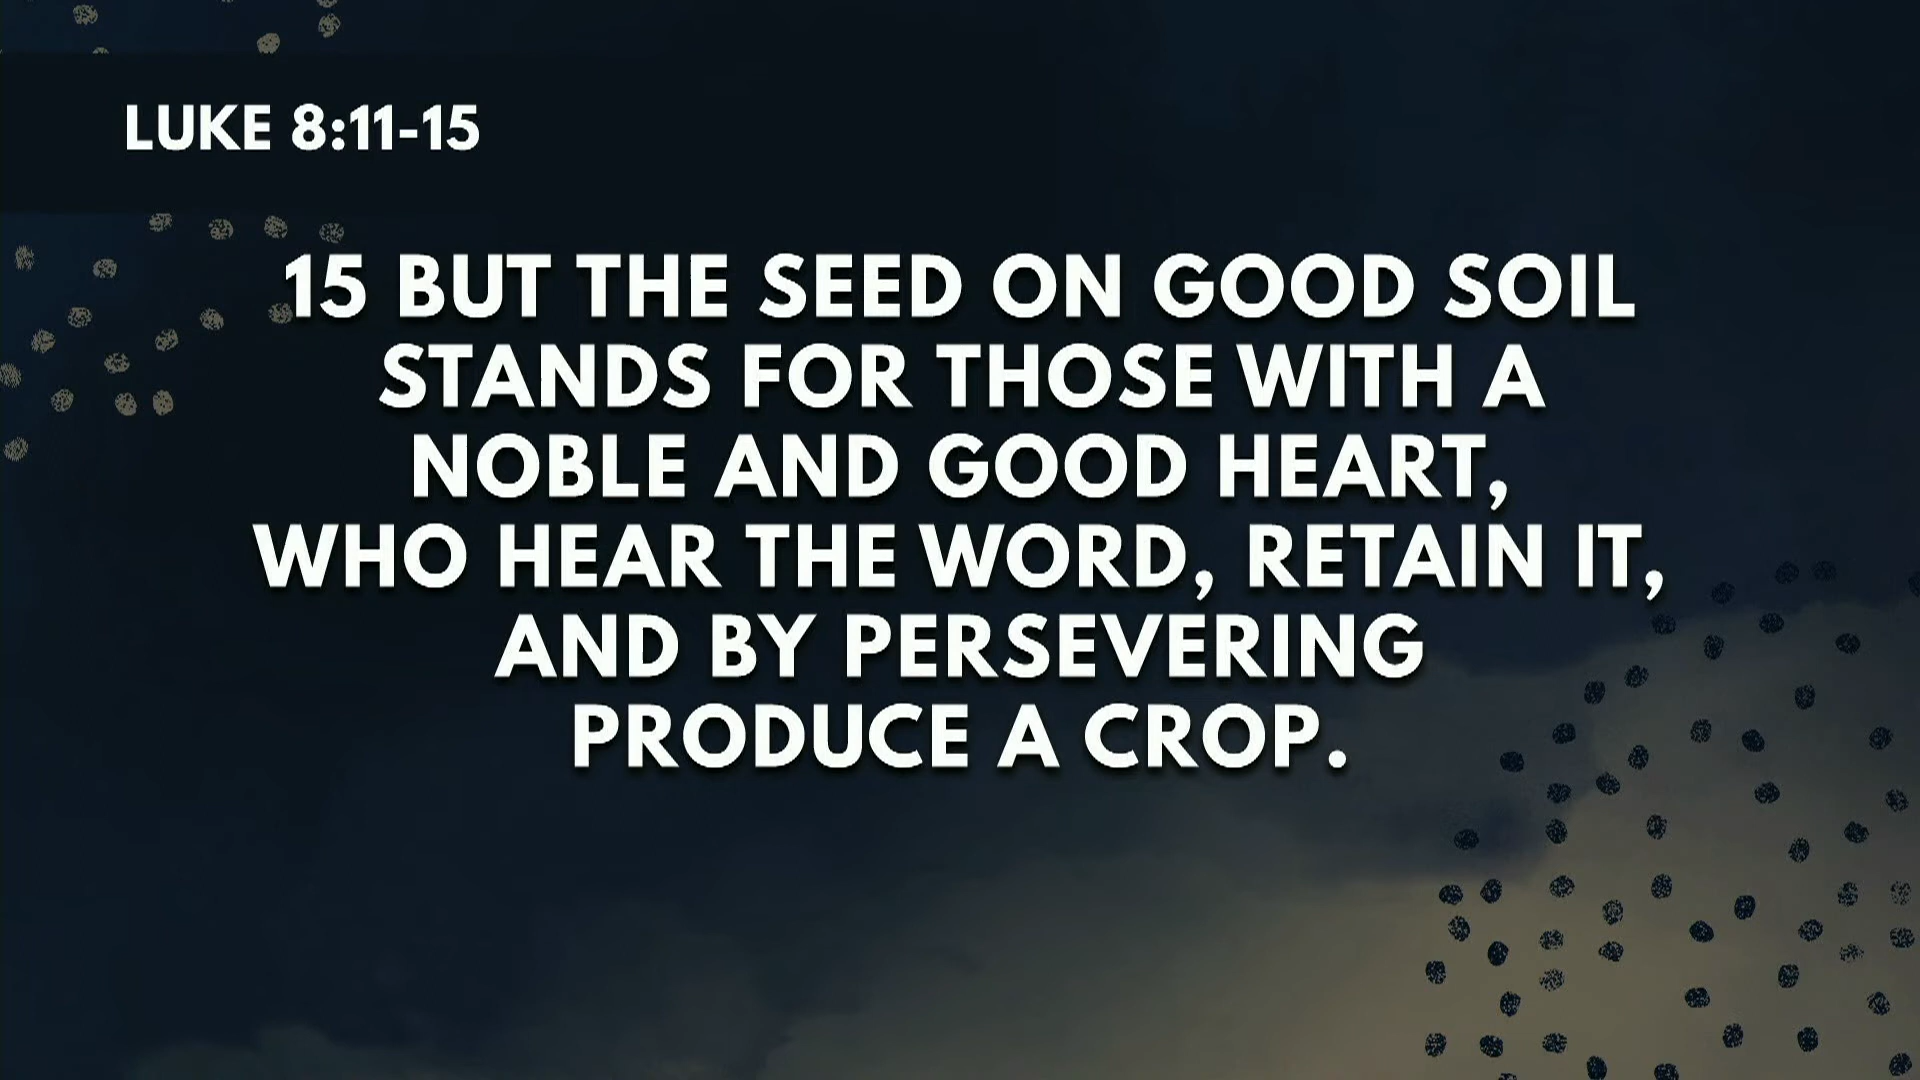 LUKE 8:11-15
15 BUT THE SEED ON GOOD SOIL
STANDS FOR THOSE WITH A
NOBLE AND GOOD HEART,
WHO HEAR THE WORD, RETAIN IT,
AND BY PERSEVERING
PRODUCE A CROP.